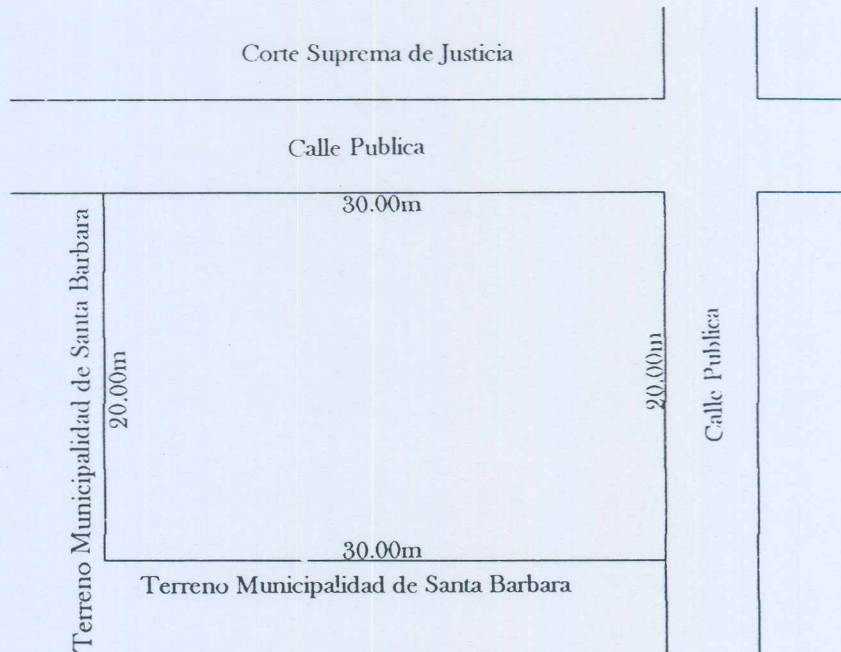 Corte Suprema de Justicia
Calle Publica
30.00m
Terreno Municipalidad de Santa Barbara
20.00m
20.00m
Calle Publica
30.00m
Terreno Municipalidad de Santa Barbara